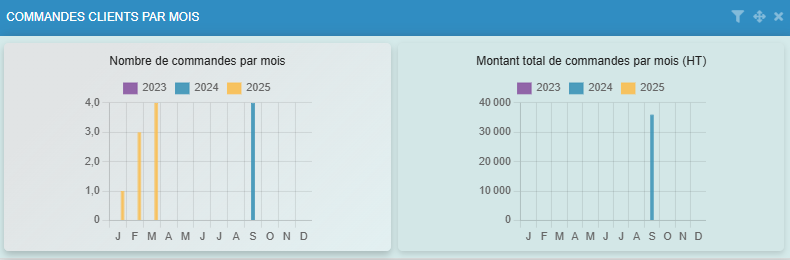 COMMANDES CLIENTS PAR MOIS
Nombre de commandes par mois
2023 2024 2025
4,0
3,0
2,0
1,0
0
J F M A M J J A S O N D
Montant total de commandes par mois (HT)
2023 2024 2025
40 000
30 000
20 000
10 000
0
J F M A M J J A S O N D